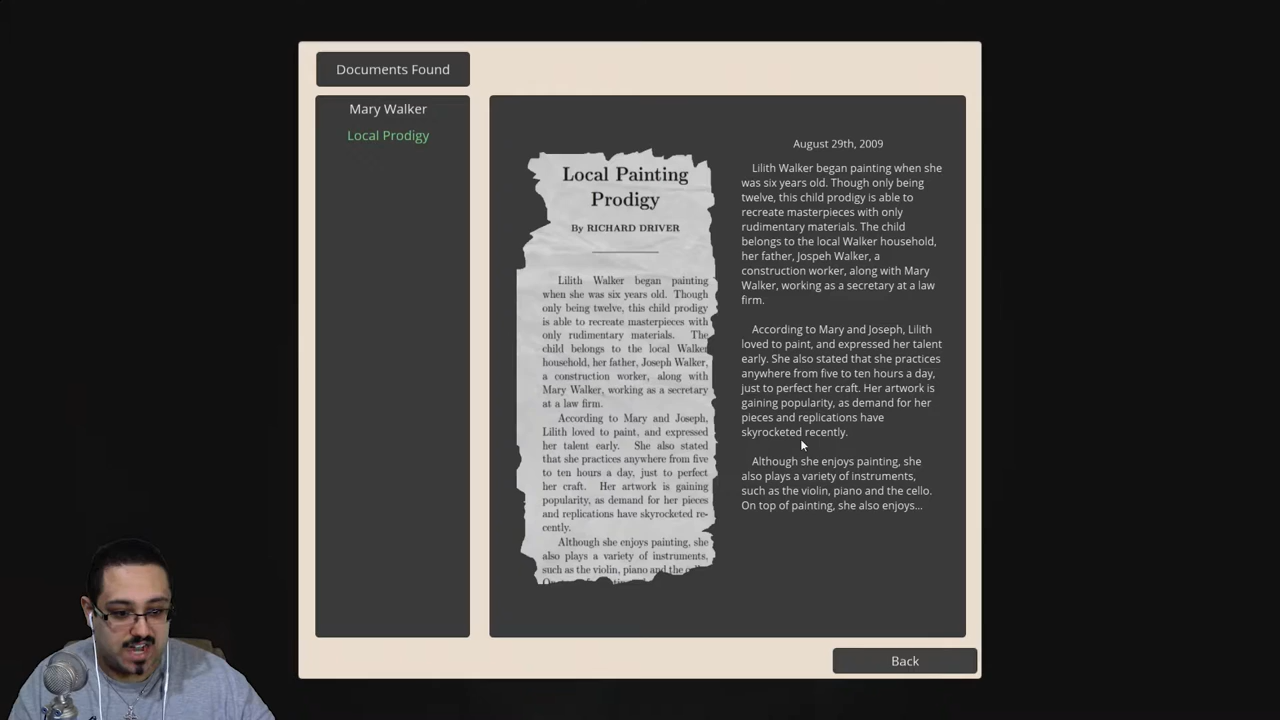 Documents Found
Mary Walker
Local Prodigy
Local Painting
Prodigy
By RICHARD DRIVER
Lilith Walker began painting
when she was six years old. Though
only being twelve, this child prodigy
is able to recreate masterpieces with
only rudimentary materials. The
child belongs to the local Walker
household, her father, Joseph Walker,
a construction worker, along with
Mary Walker, working as a secretary
at a law firm.
According to Mary and Joseph,
Lilith loved to paint, and expressed
her talent early. She also stated
that she practices anywhere from five
to ten hours a day, just to perfect
her craft. Her artwork is gaining
popularity, as demand for her pieces
and replications have skyrocketed re-
cently.
Although she enjoys painting, she
also plays a variety of instruments,
such as the violin, piano and the
August 29th, 2009
Lilith Walker began painting when she
was six years old. Though only being
twelve, this child prodigy is able to
recreate masterpieces with only
rudimentary materials. The child
belongs to the local Walker household,
her father, Jospeh Walker, a
construction worker, along with Mary
Walker, working as a secretary at a law
firm.
According to Mary and Joseph, Lilith
loved to paint, and expressed her talent
early. She also stated that she practices
anywhere from five to ten hours a day,
just to perfect her craft. Her artwork is
gaining popularity, as demand for her
pieces and replications have
skyrocketed recently.
Although she enjoys painting, she
also plays a variety of instruments,
such as the violin, piano and the cello.
On top of painting, she also enjoys...
Back